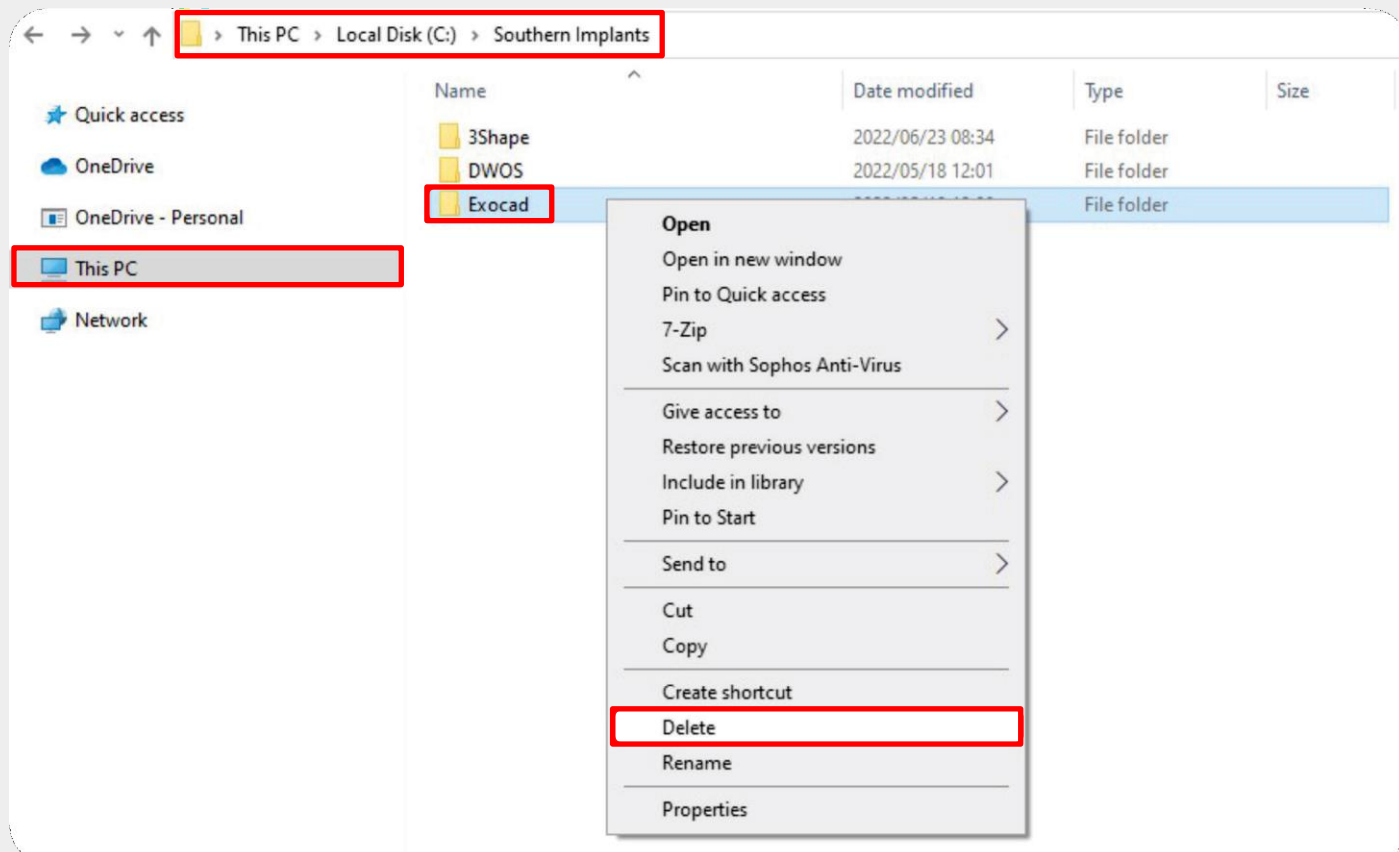 This PC > Local Disk (C:) > Southern Implants
Name Date modified Type Size
Quick access
OneDrive
OneDrive - Personal
This PC
Network
3Shape 2022/06/23 08:34 File folder
DWOS 2022/05/18 12:01 File folder
Exocad File folder
Open
Open in new window
Pin to Quick access
7-Zip
Scan with Sophos Anti-Virus
Give access to
Restore previous versions
Include in library
Pin to Start
Send to
Cut
Copy
Create shortcut
Delete
Rename
Properties